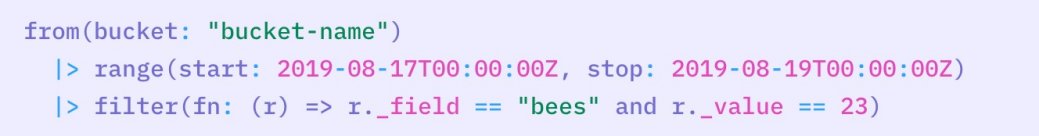 from(bucket: "bucket-name")
|> range(start: 2019-08-17T00:00:00Z, stop: 2019-08-19T00:00:00Z)
|> filter(fn: (r) => r._field == "bees" and r._value == 23)